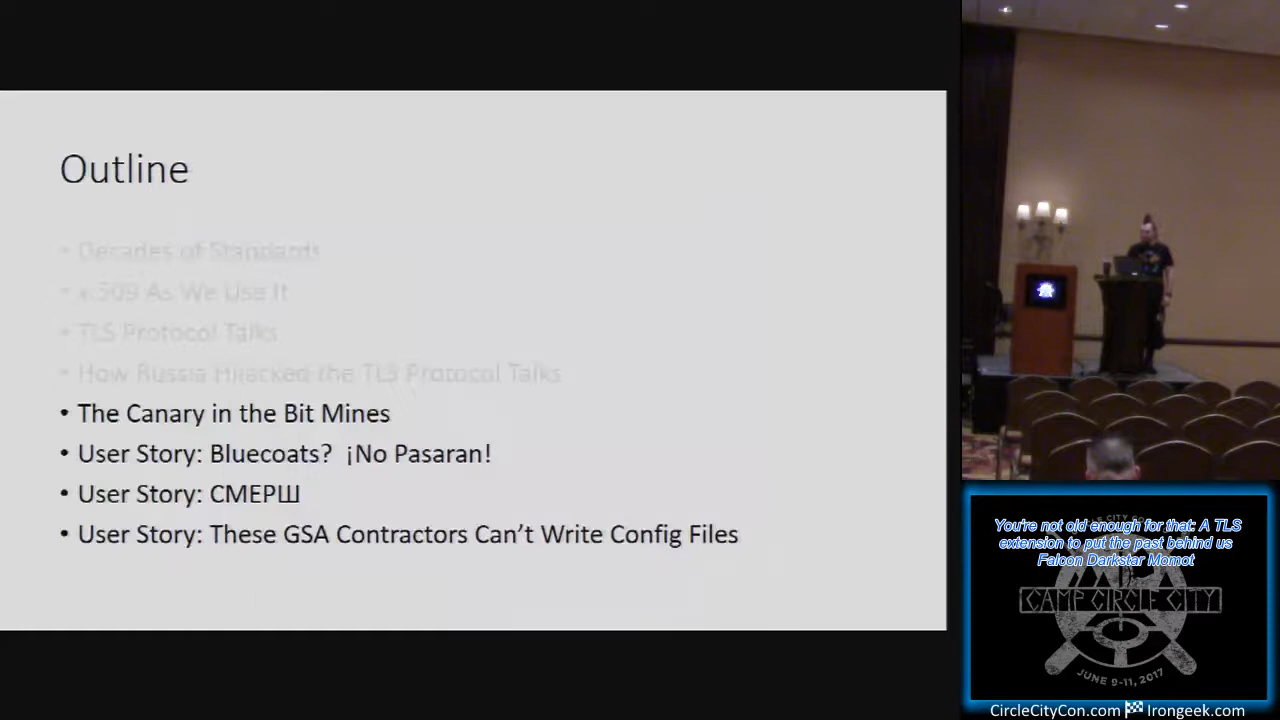 Outline
• Decades of Standards
• x.509 As We Use It
• TLS Protocol Talks
• How Russia Hijacked the TLS Protocol Talks
• The Canary in the Bit Mines
• User Story: Bluecoats? ¡No Pasaran!
• User Story: СМЕРШ
• User Story: These GSA Contractors Can't Write Config Files
You're not old enough for that: A TLS
extension to put the past behind us
Falcon Darkstar Momot
CAMP CIRCLE CITY
JUNE 9-11, 2017
CircleCityCon.com Irongeek.com